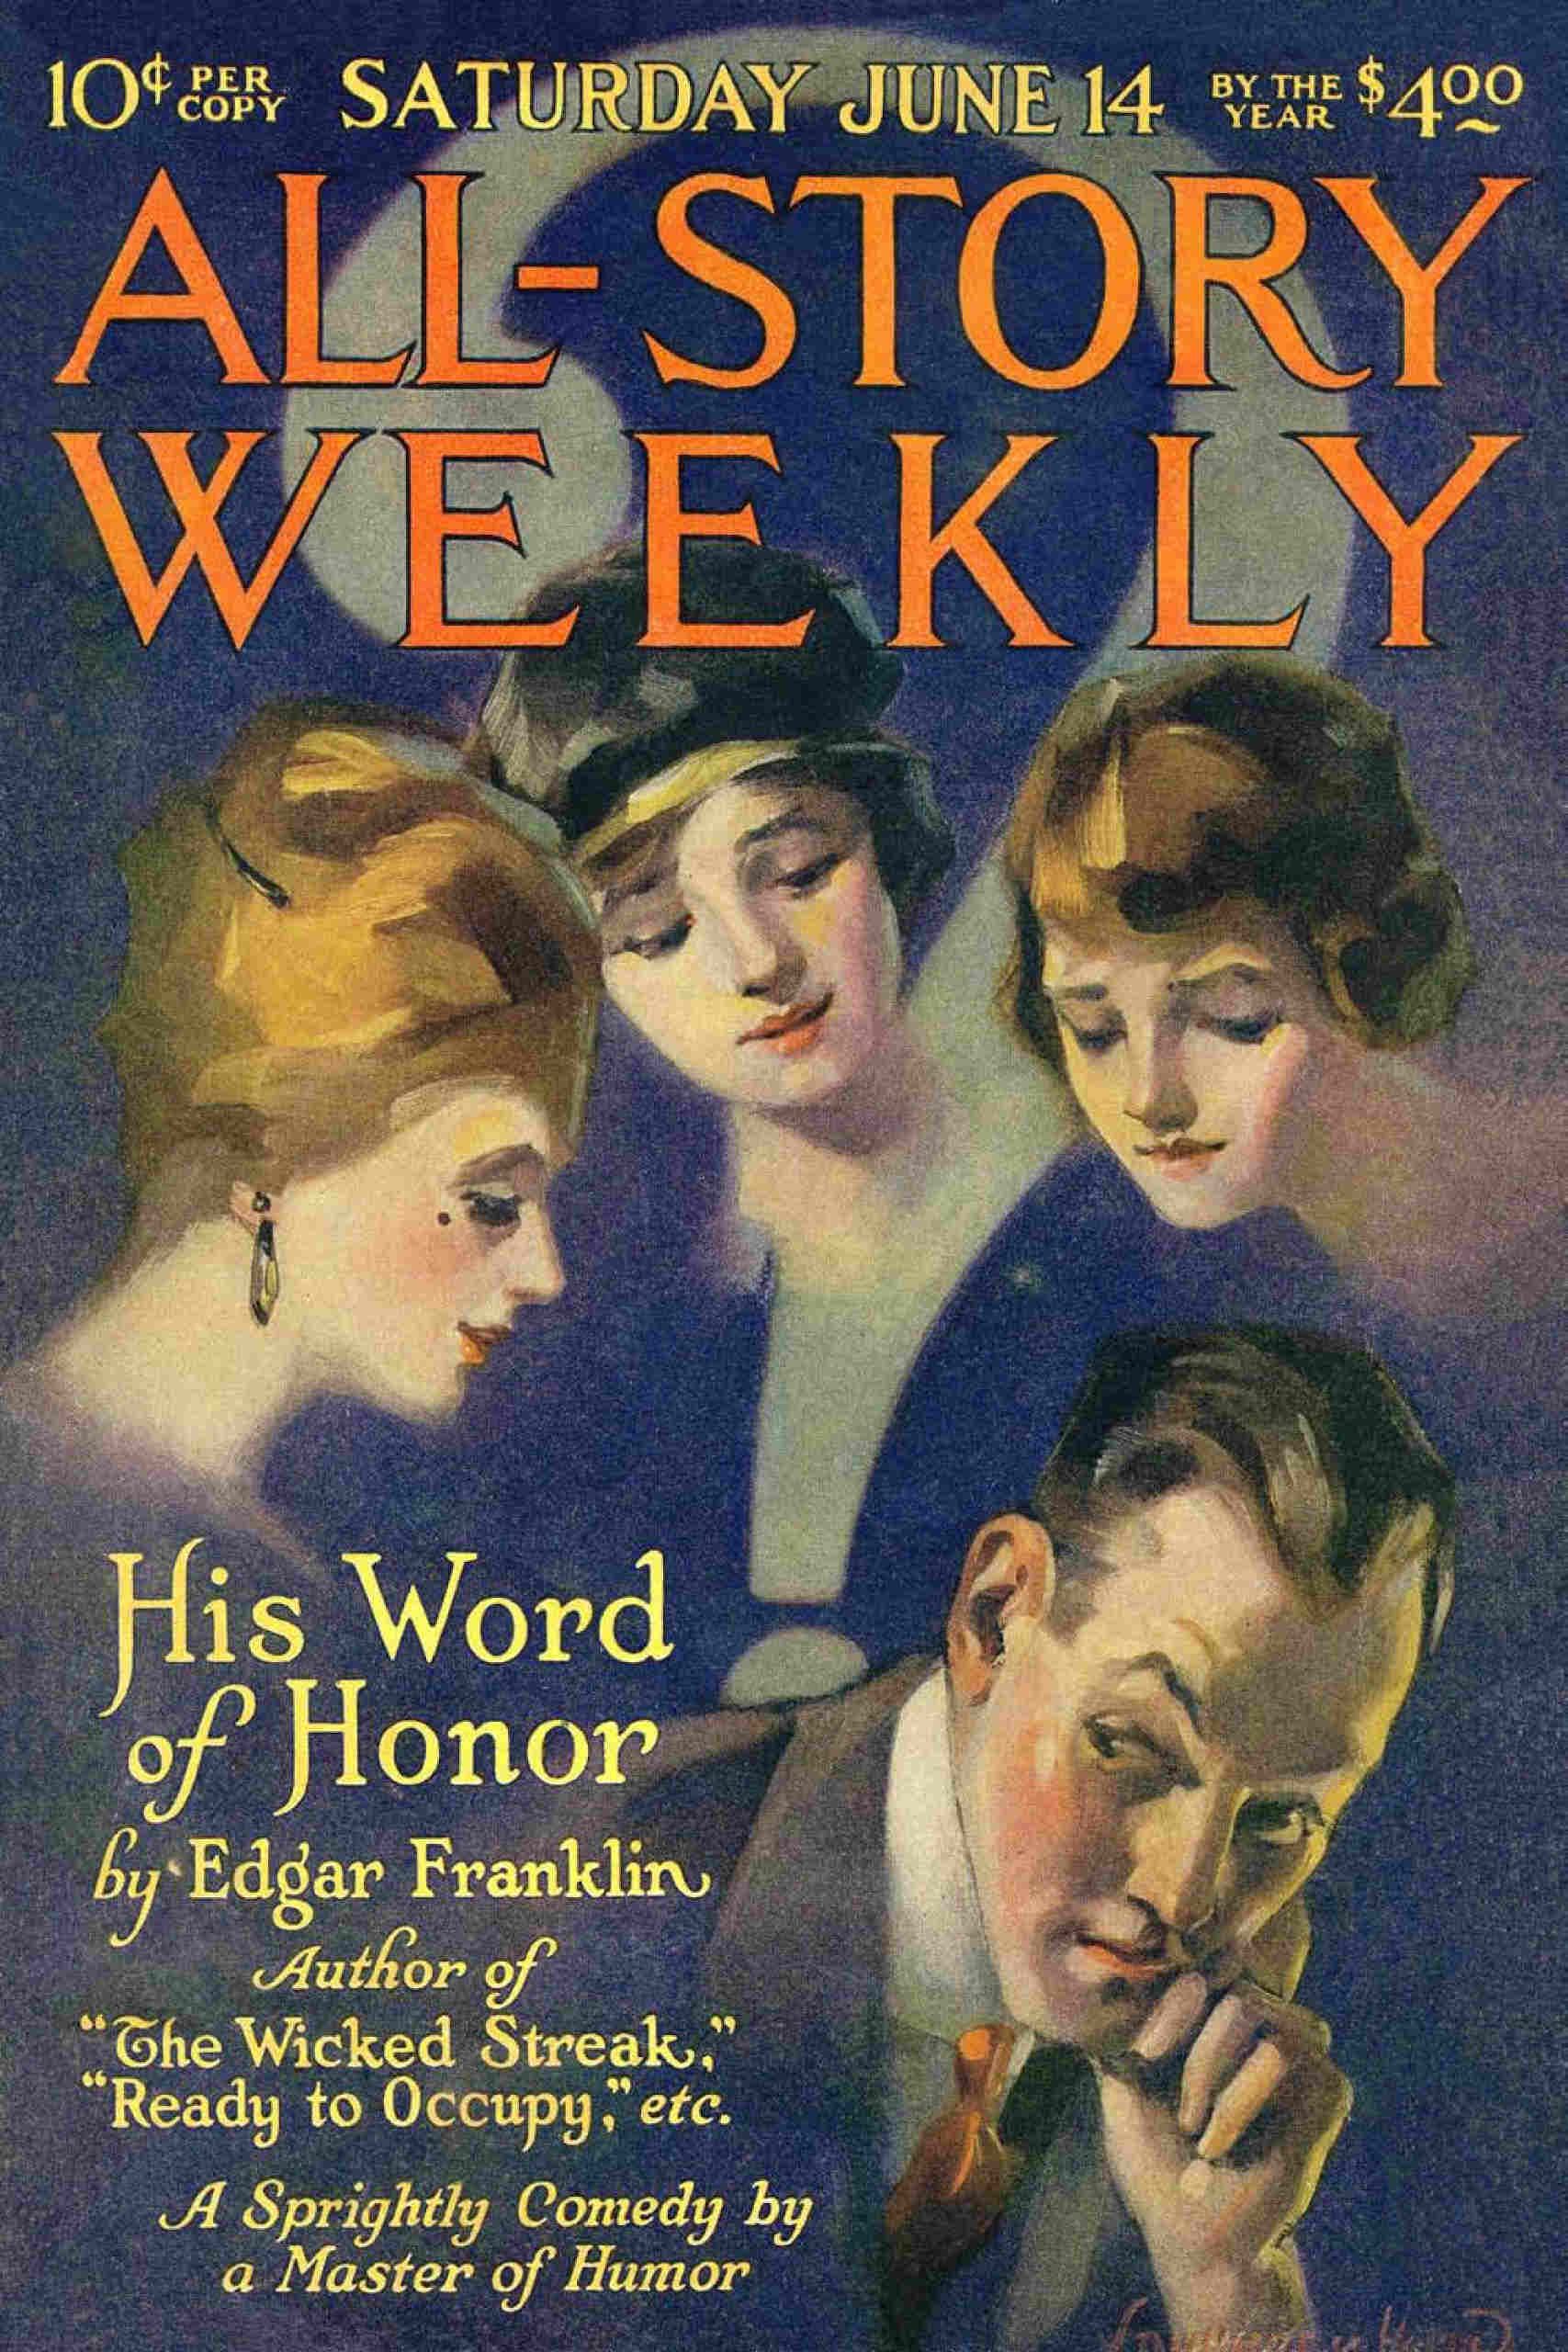 10¢ PER COPY SATURDAY JUNE 14 BY THE YEAR $4.00
ALL-STORY
WEEKLY
His Word
of Honor
by Edgar Franklin
Author of
"The Wicked Streak,"
"Ready to Occupy," etc.
A Sprightly Comedy by
a Master of Humor